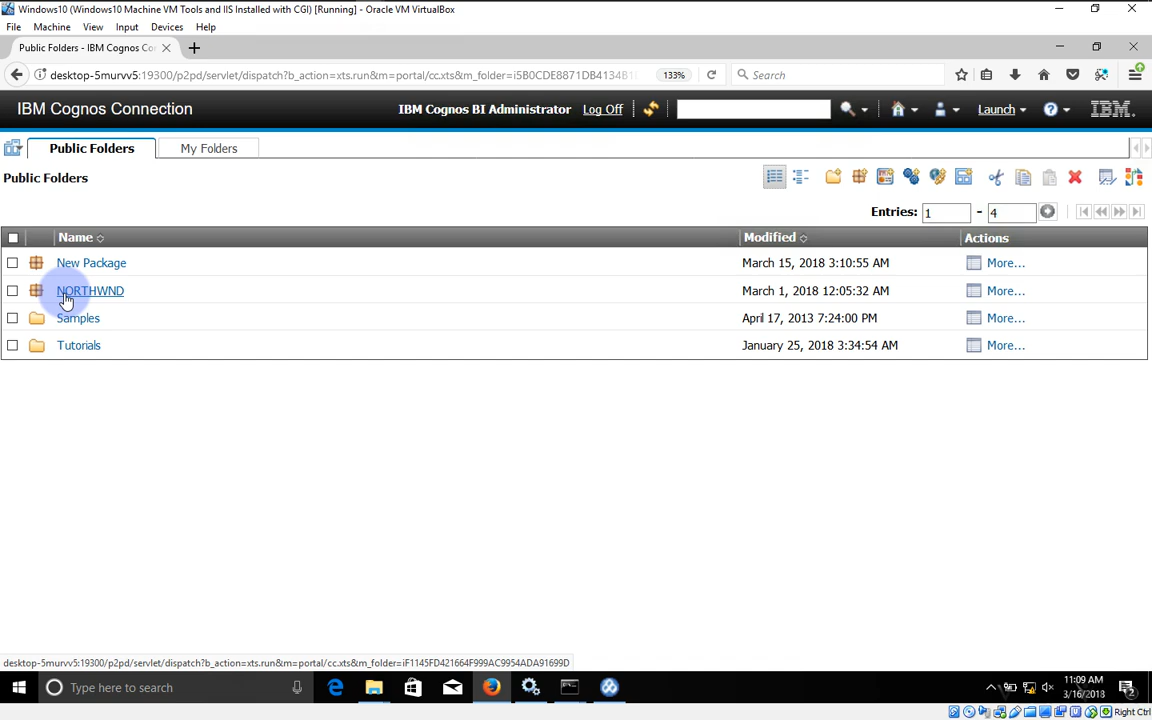 Windows10 (Windows10 Machine VM Tools and IIS Installed with CGI) [Running] - Oracle VM VirtualBox
File Machine View Input Devices Help
Public Folders - IBM Cognos Co
desktop-5murvv5:19300/p2pd/servlet/dispatch?b_action=xts.run&m=portal/cc.xts&m_folder=i5B0CDE8871DB4134B1 133% Search
IBM Cognos Connection IBM Cognos BI Administrator Log Off Launch IBM.
Public Folders My Folders
Public Folders
Entries: 1 - 4
Name Modified Actions
New Package March 15, 2018 3:10:55 AM More...
NORTHWND March 1, 2018 12:05:32 AM More...
Samples April 17, 2013 7:24:00 PM More...
Tutorials January 25, 2018 3:34:54 AM More...
desktop-5murvv5:19300/p2pd/servlet/dispatch?b_action=xts.run&m=portal/cc.xts&m_folder=iF1145FD421664F999AC9954ADA91699D
Type here to search
11:09 AM
3/16/2018
2
Right Ctrl